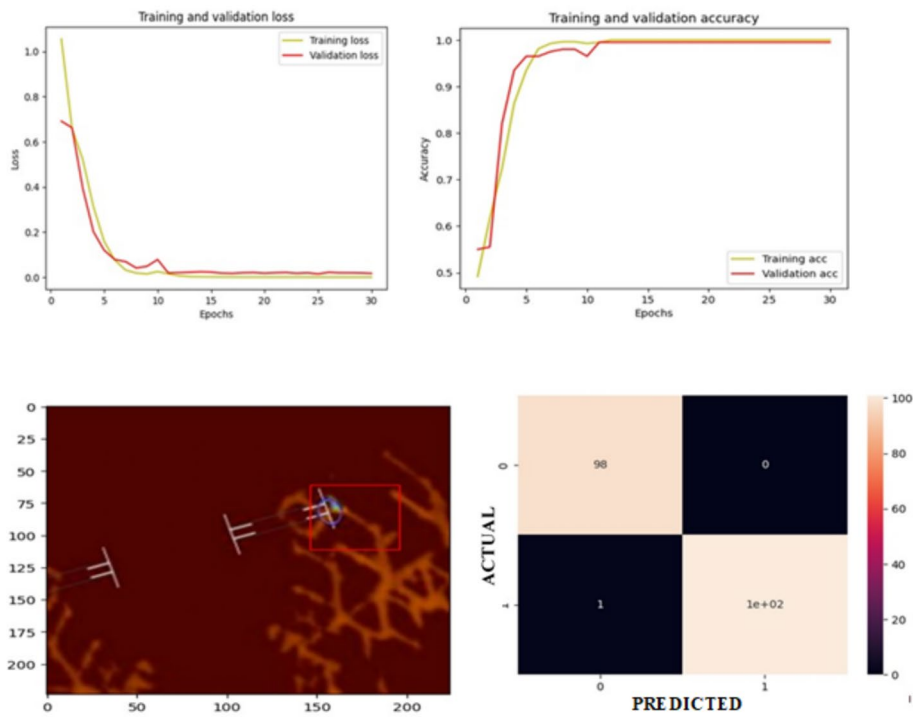 Training and validation loss
Training loss
Validation loss
1.0
0.8
0.6
0.4
0.2
0.0
Loss
0 5 10 15 20 25 30
Epochs
Training and validation accuracy
1.0
0.9
0.8
0.7
0.6
0.5
Accuracy
Training acc
Validation acc
0 5 10 15 20 25 30
Epochs
0
25
50
75
100
125
150
175
200
0 50 100 150 200
98 0
1 1e+02
0
1
ACTUAL
0 1
PREDICTED
100
80
60
40
20
0